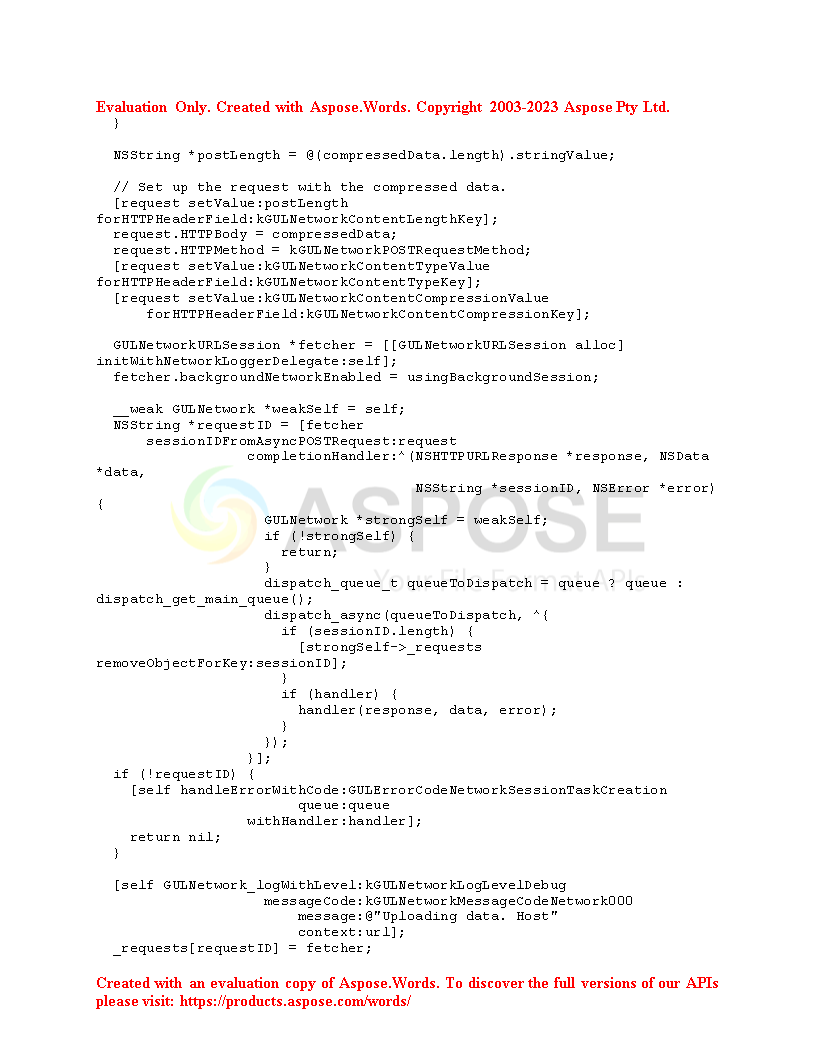 Evaluation Only. Created with Aspose.Words. Copyright 2003-2023 Aspose Pty Ltd.
  }

  NSString *postLength = @(compressedData.length).stringValue;

  // Set up the request with the compressed data.
  [request setValue:postLength
forHTTPHeaderField:kGULNetworkContentLengthKey];
  request.HTTPBody = compressedData;
  request.HTTPMethod = kGULNetworkPOSTRequestMethod;
  [request setValue:kGULNetworkContentTypeValue
forHTTPHeaderField:kGULNetworkContentTypeKey];
  [request setValue:kGULNetworkContentCompressionValue
      forHTTPHeaderField:kGULNetworkContentCompressionKey];

  GULNetworkURLSession *fetcher = [[GULNetworkURLSession alloc]
initWithNetworkLoggerDelegate:self];
  fetcher.backgroundNetworkEnabled = usingBackgroundSession;

  __weak GULNetwork *weakSelf = self;
  NSString *requestID = [fetcher
      sessionIDFromAsyncPOSTRequest:request
                  completionHandler:^(NSHTTPURLResponse *response, NSData
*data,
                                      NSString *sessionID, NSError *error)
{
ASPOSE
                    GULNetwork *strongSelf = weakSelf;
                    if (!strongSelf) {
                      return;
                    }
Your File Format APIs
                    dispatch_queue_t queueToDispatch = queue ? queue :
dispatch_get_main_queue();
                    dispatch_async(queueToDispatch, ^{
                      if (sessionID.length) {
                        [strongSelf->_requests
removeObjectForKey:sessionID];
                      }
                      if (handler) {
                        handler(response, data, error);
                      }
                    });
                  }];
  if (!requestID) {
    [self handleErrorWithCode:GULErrorCodeNetworkSessionTaskCreation
                        queue:queue
                  withHandler:handler];
    return nil;
  }

  [self GULNetwork_logWithLevel:kGULNetworkLogLevelDebug
                    messageCode:kGULNetworkMessageCodeNetwork000
                        message:@"Uploading data. Host"
                        context:url];
  _requests[requestID] = fetcher;

Created with an evaluation copy of Aspose.Words. To discover the full versions of our APIs
please visit: https://products.aspose.com/words/